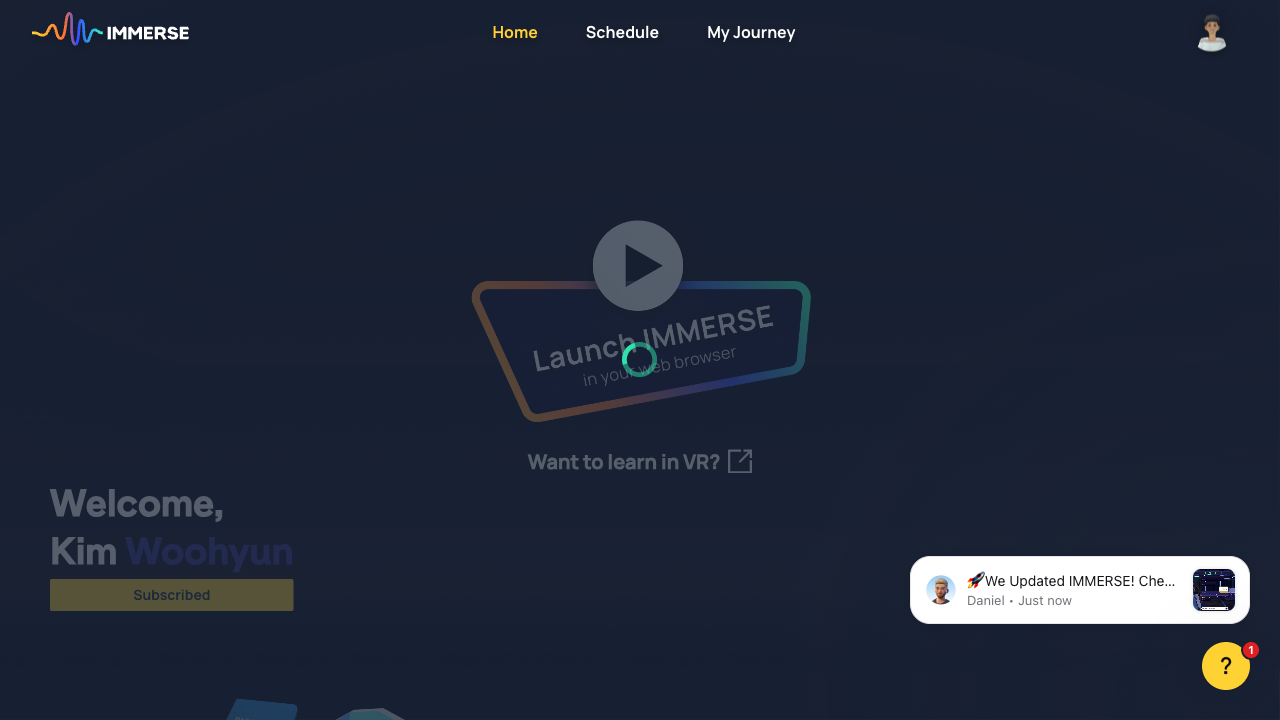 IMMERSE
Home
Schedule
My Journey
Launch IMMERSE
in your web browser
Want to learn in VR?
Welcome,
Kim Woohyun
Subscribed
🚀We Updated IMMERSE! Che...
Daniel • Just now
?
1